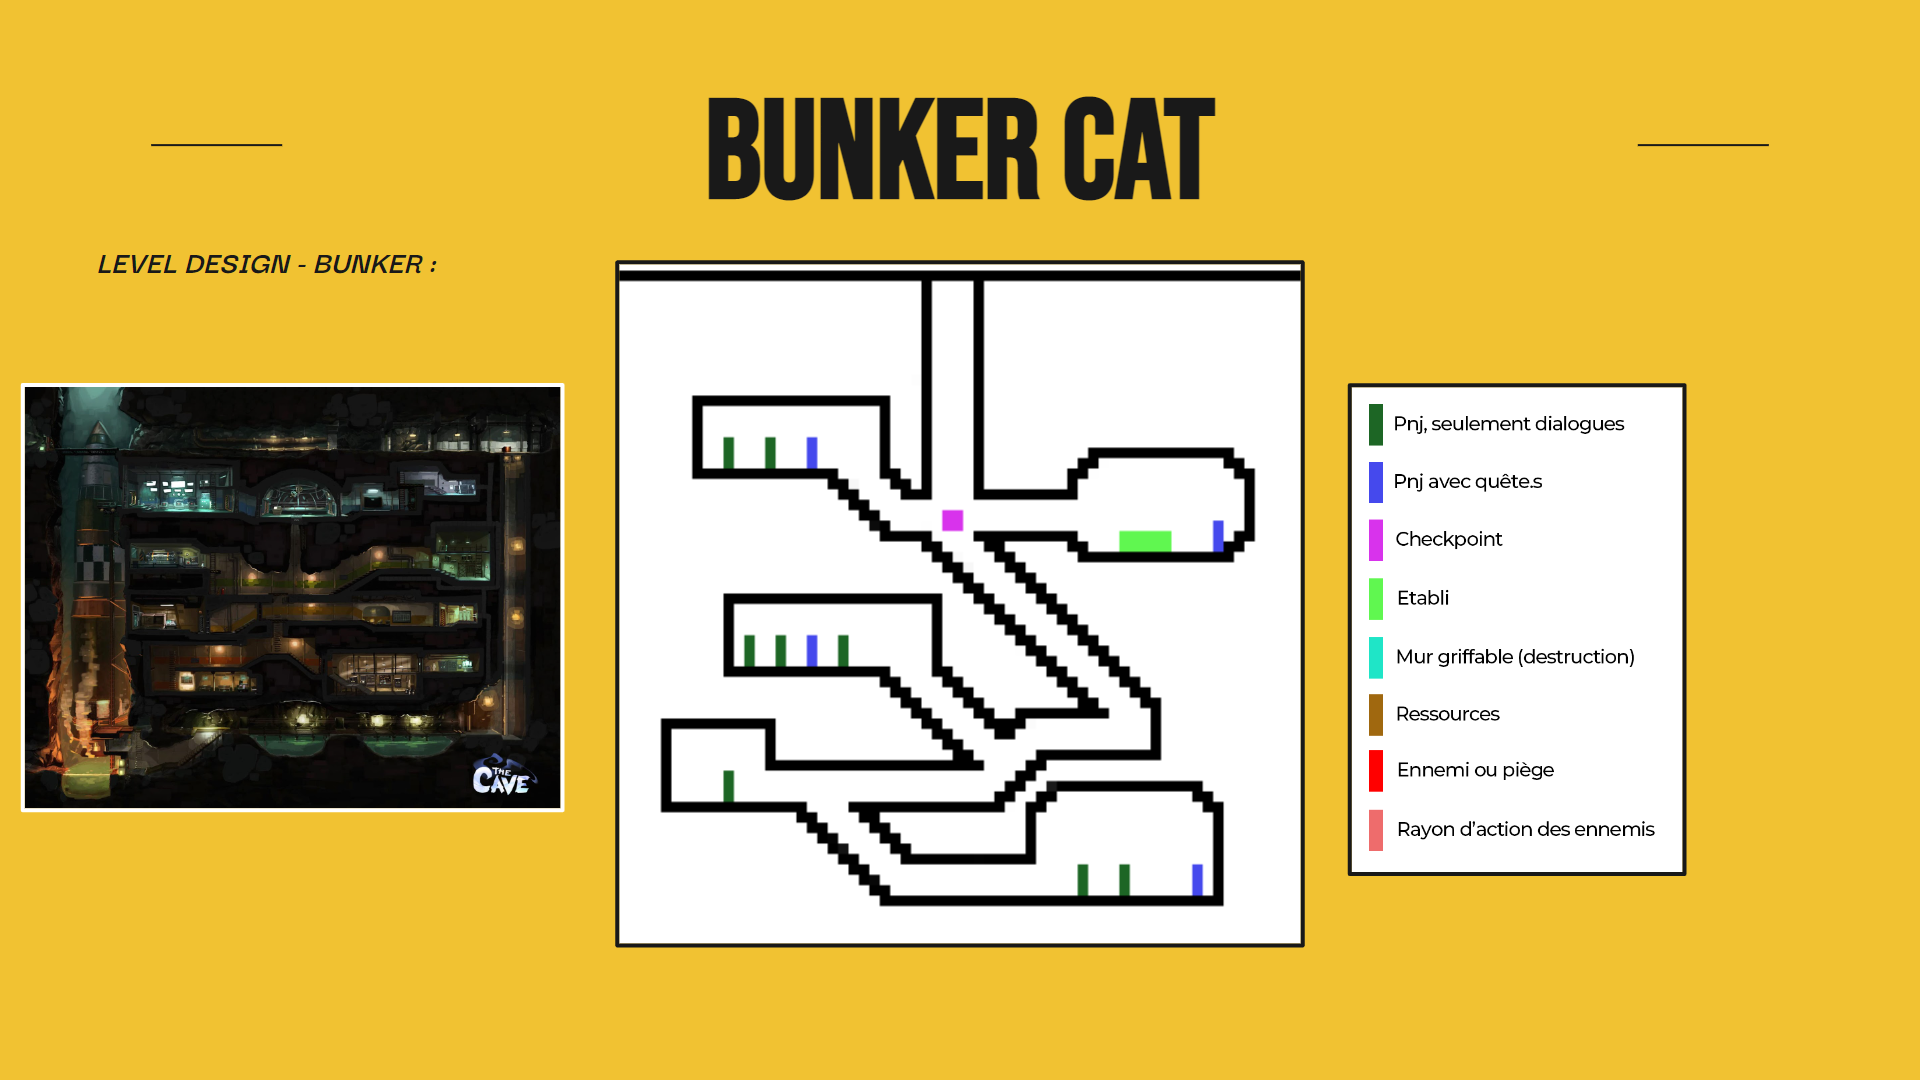 BUNKER CAT
LEVEL DESIGN - BUNKER :
THE
CAVE
Pnj, seulement dialogues
Pnj avec quête.s
Checkpoint
Etabli
Mur griffable (destruction)
Ressources
Ennemi ou piège
Rayon d'action des ennemis